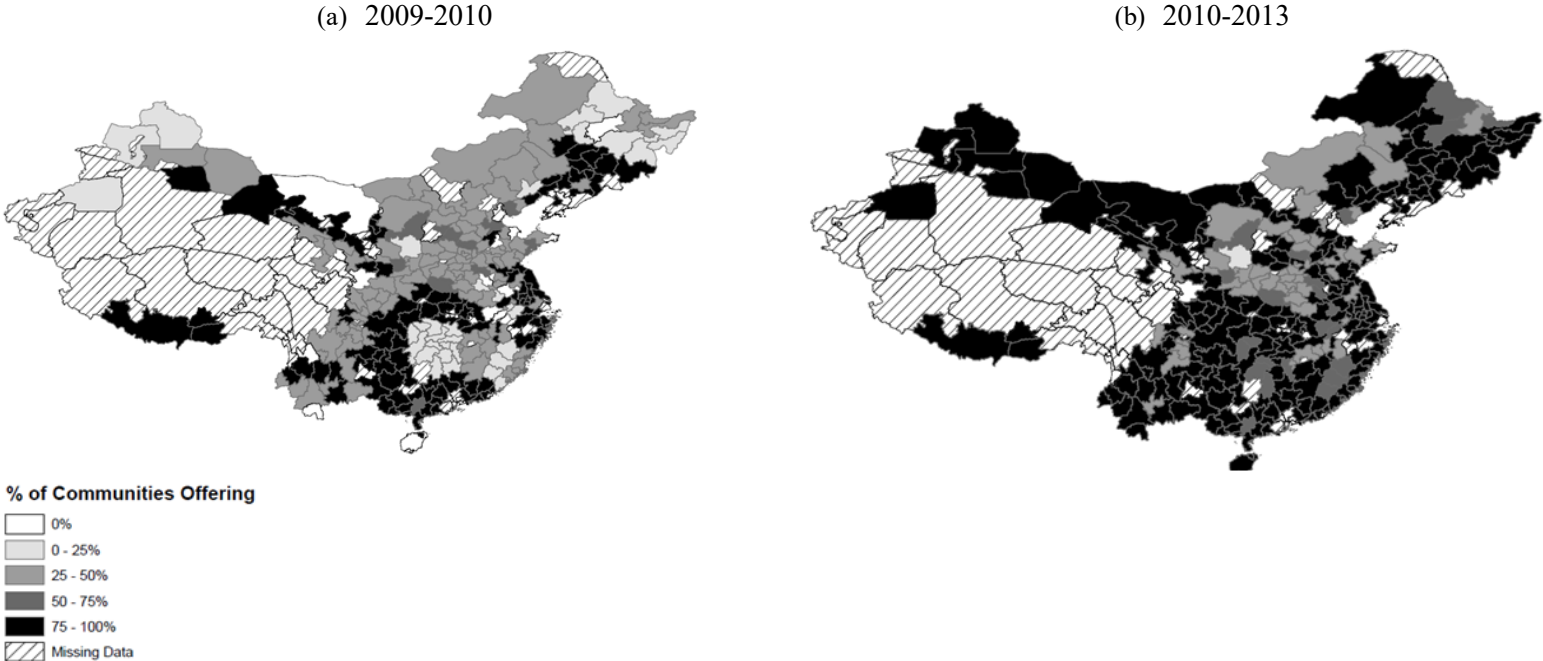 (a) 2009-2010
(b) 2010-2013
% of Communities Offering
0%
0 - 25%
25 - 50%
50 - 75%
75 - 100%
Missing Data